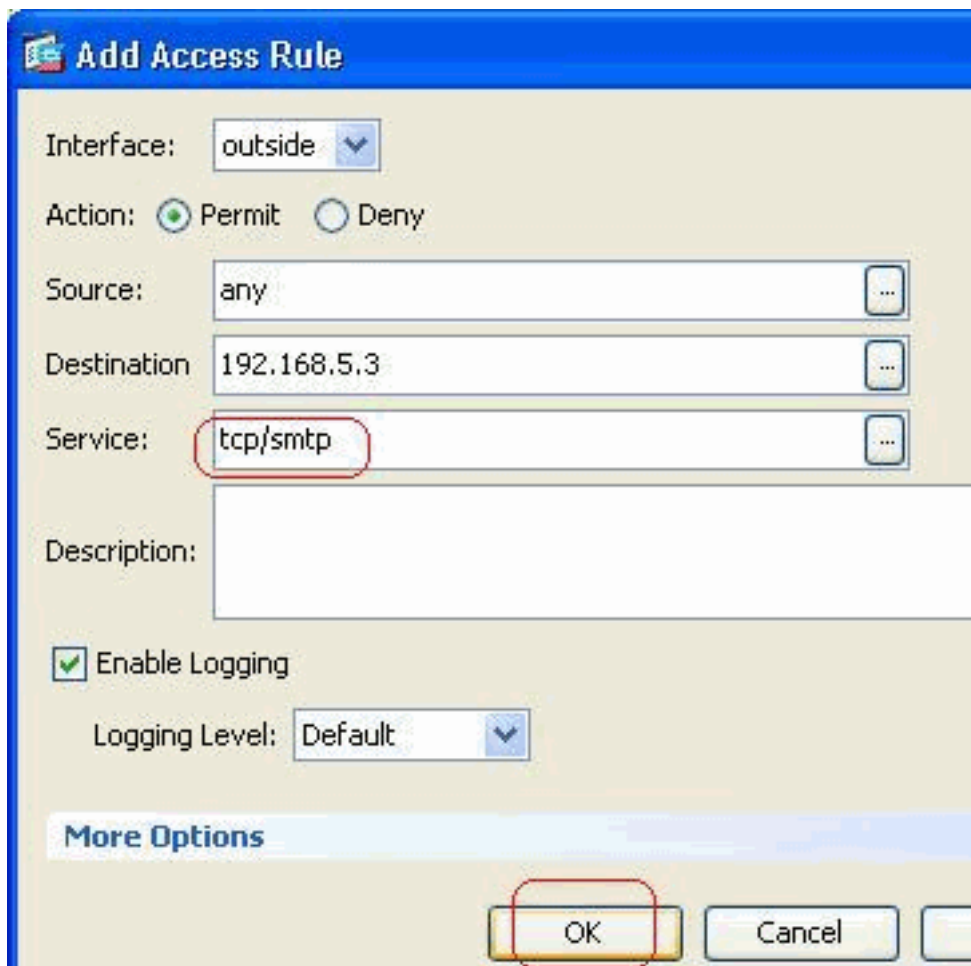 Add Access Rule
Interface: outside
Action: Permit Deny
Source: any ...
Destination 192.168.5.3 ...
Service: tcp/smtp ...
Description:
Enable Logging
Logging Level: Default
More Options
OK Cancel